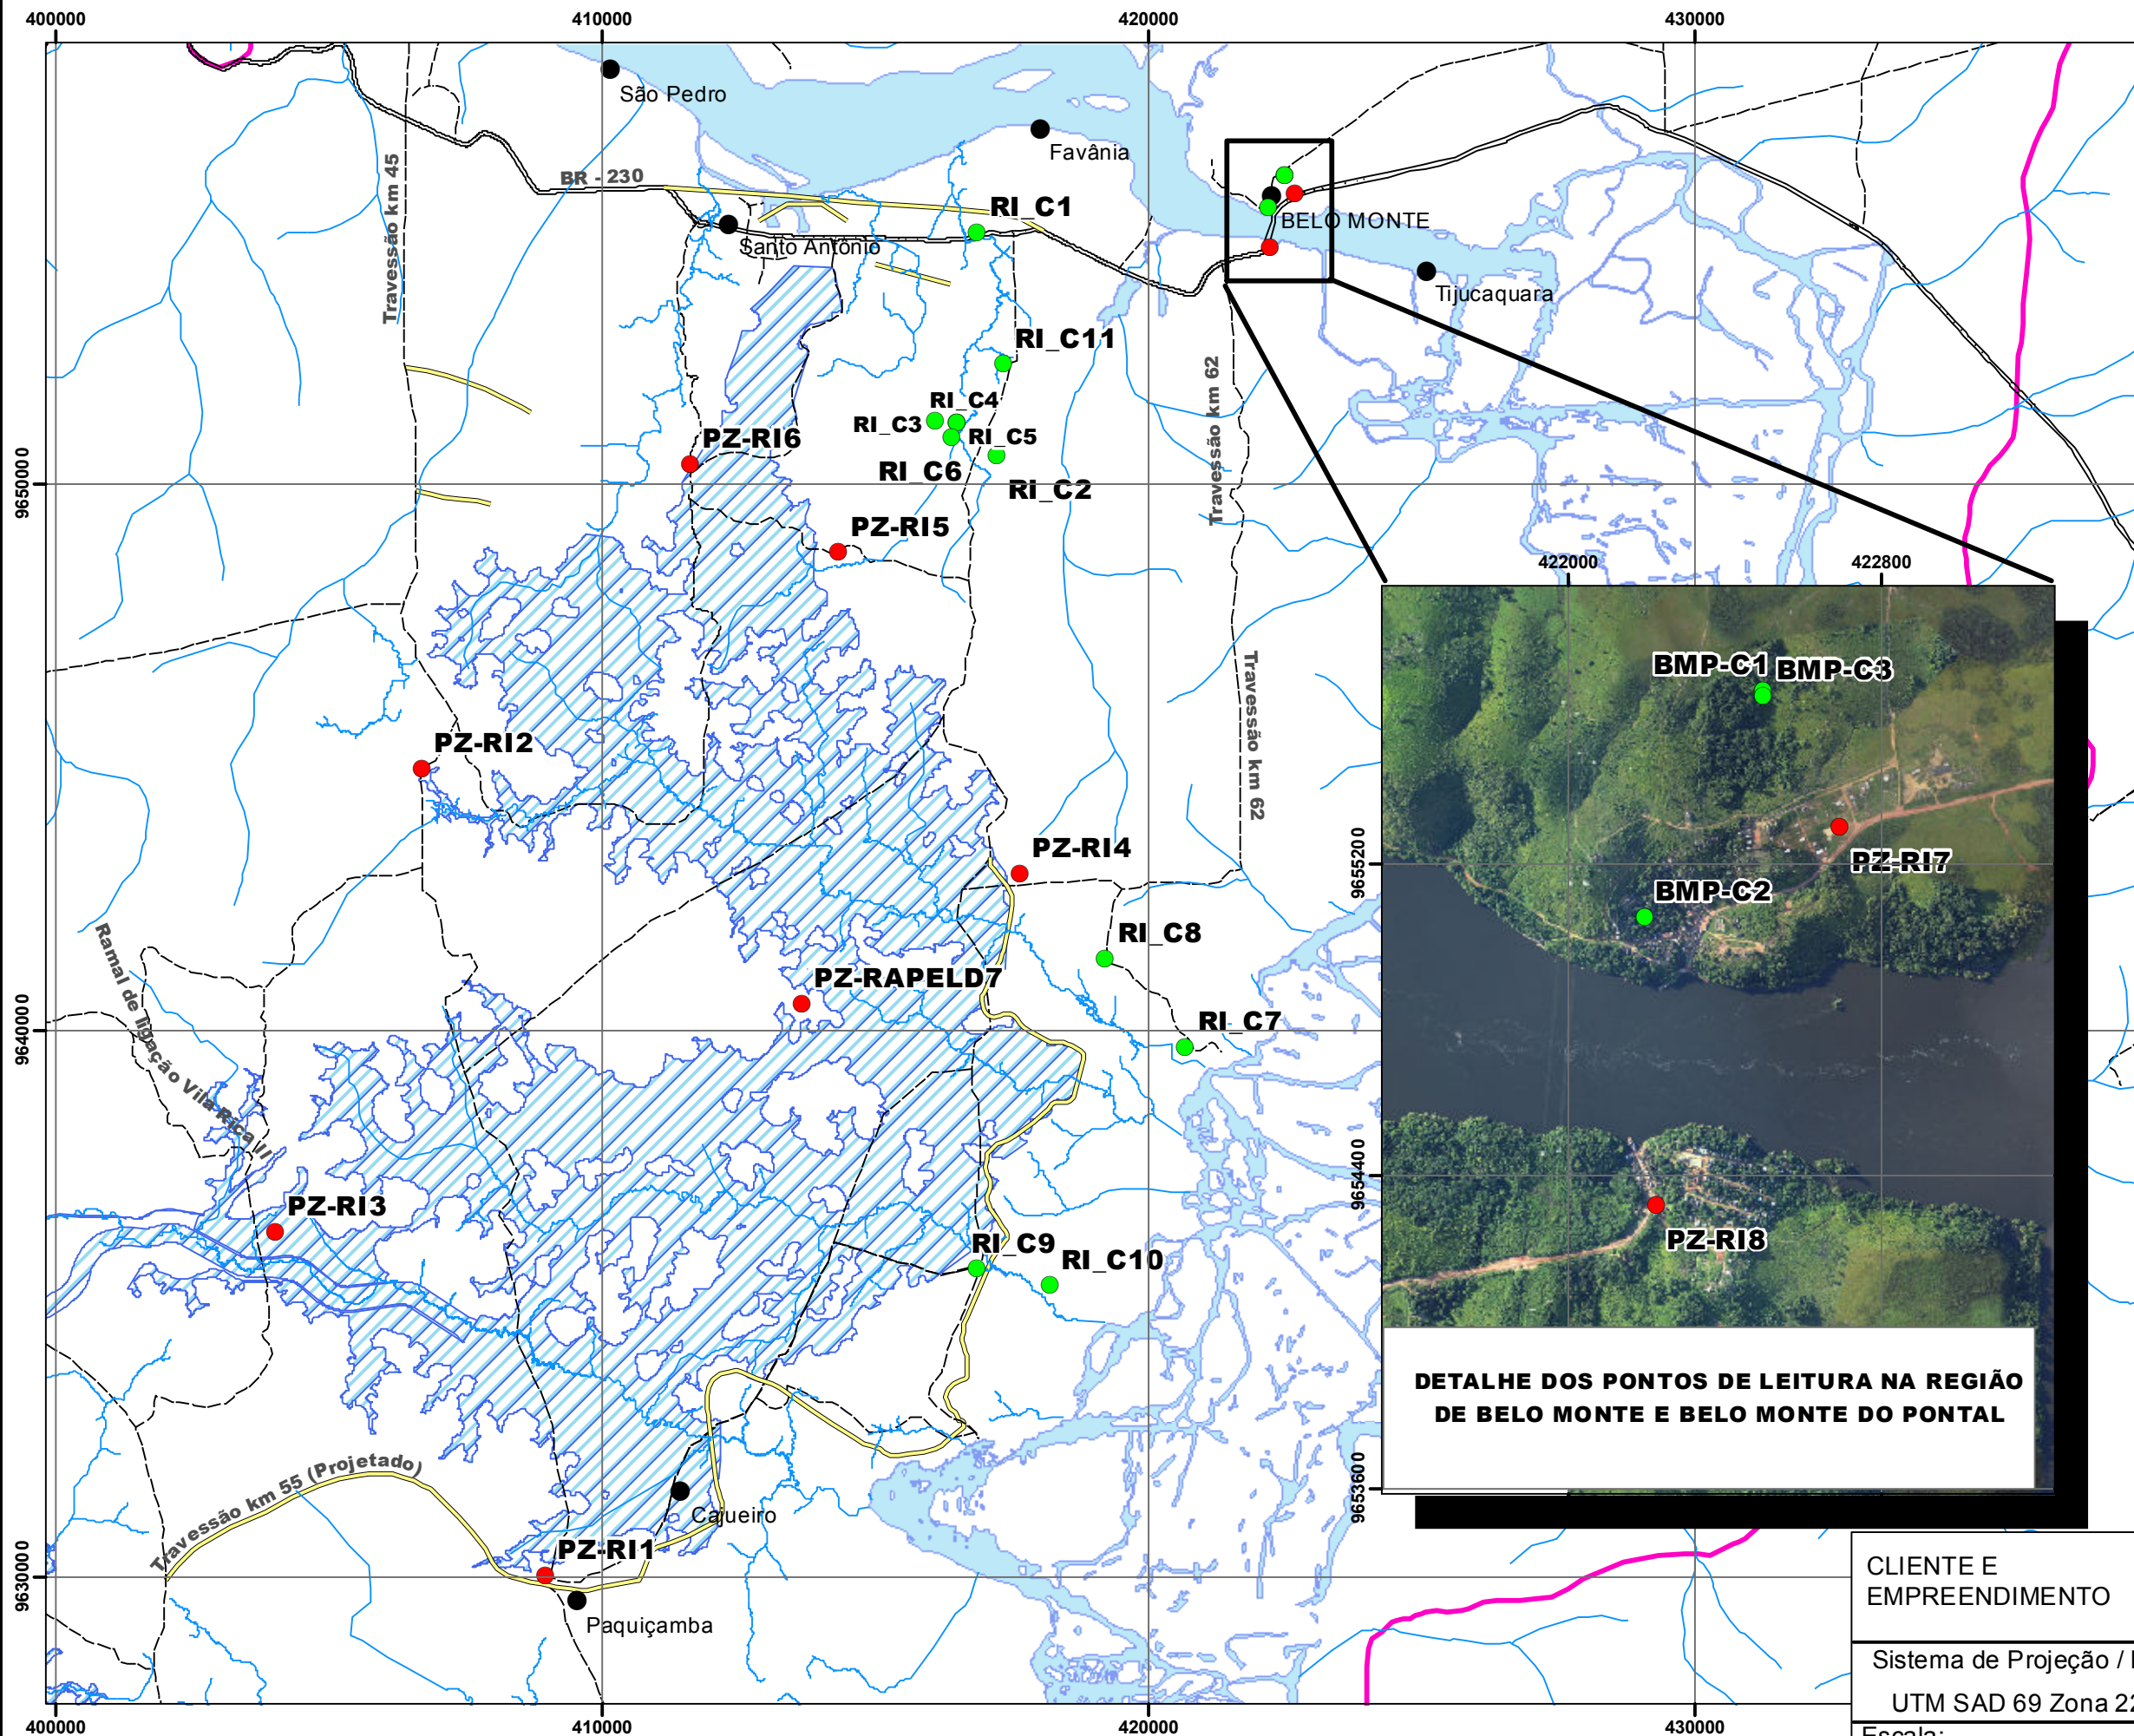 400000
410000
420000
430000
São Pedro
Favânia
BR - 230
Travessão km 45
RI_C1
Santo Antônio
BELO MONTE
Tijucaquara
RI_C11
Travessão km 62
RI_C4
RI_C3
RI_C5
PZ-RI6
RI_C6
RI_C2
9650000
PZ-RI5
422000
422800
BMP-C1
BMP-C3
Travessão km 62
PZ-RI2
PZ-RI4
9655200
PZ-RI7
BMP-C2
RI_C8
Ramal de ligação Vila Rica II
PZ-RAPELD7
RI_C7
9640000
9654400
PZ-RI3
PZ-RI8
RI_C9
RI_C10
DETALHE DOS PONTOS DE LEITURA NA REGIÃO
DE BELO MONTE E BELO MONTE DO PONTAL
9653600
Travessão km 55 (Projetado)
Cajueiro
PZ-RI1
9630000
Paquiçamba
CLIENTE E
EMPREENDIMENTO
Sistema de Projeção /
UTM SAD 69 Zona 22
Escala:
400000
410000
420000
430000